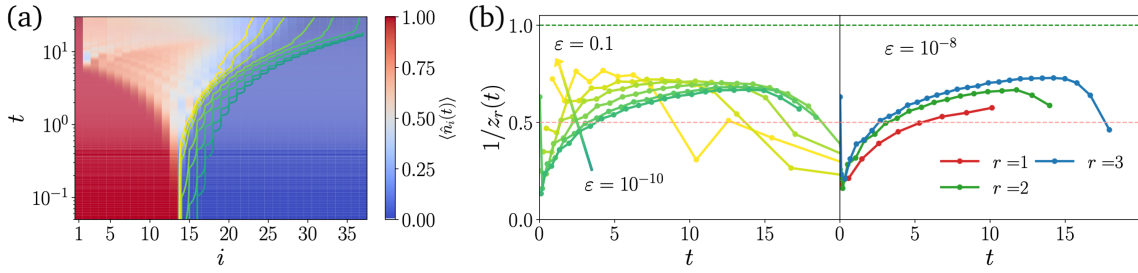 (a)
10¹
10⁰
10⁻¹
t
1 5 10 15 20 25 30 35
i
1.00
0.75
0.50
0.25
0.00
⟨n̂ᵢ(t)⟩
(b)
1.0
0.5
0.0
1/zᵣ(t)
ε = 0.1
ε = 10⁻¹⁰
0 5 10 15
t
ε = 10⁻⁸
r =1 r =3
r =2
0 5 10 15
t